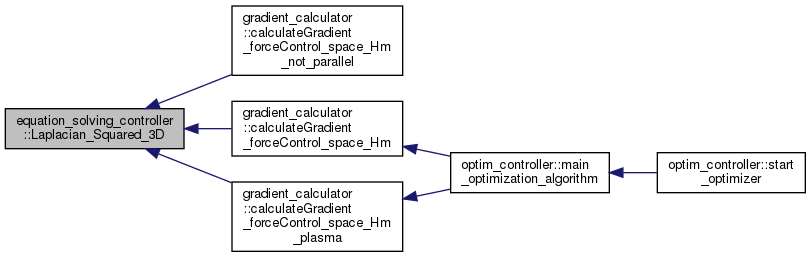 gradient_calculator
::calculateGradient
_forceControl_space_Hm
_not_parallel
equation_solving_controller
::Laplacian_Squared_3D
gradient_calculator
::calculateGradient
_forceControl_space_Hm
gradient_calculator
::calculateGradient
_forceControl_space_Hm
_plasma
optim_controller::main
_optimization_algorithm
optim_controller::start
_optimizer